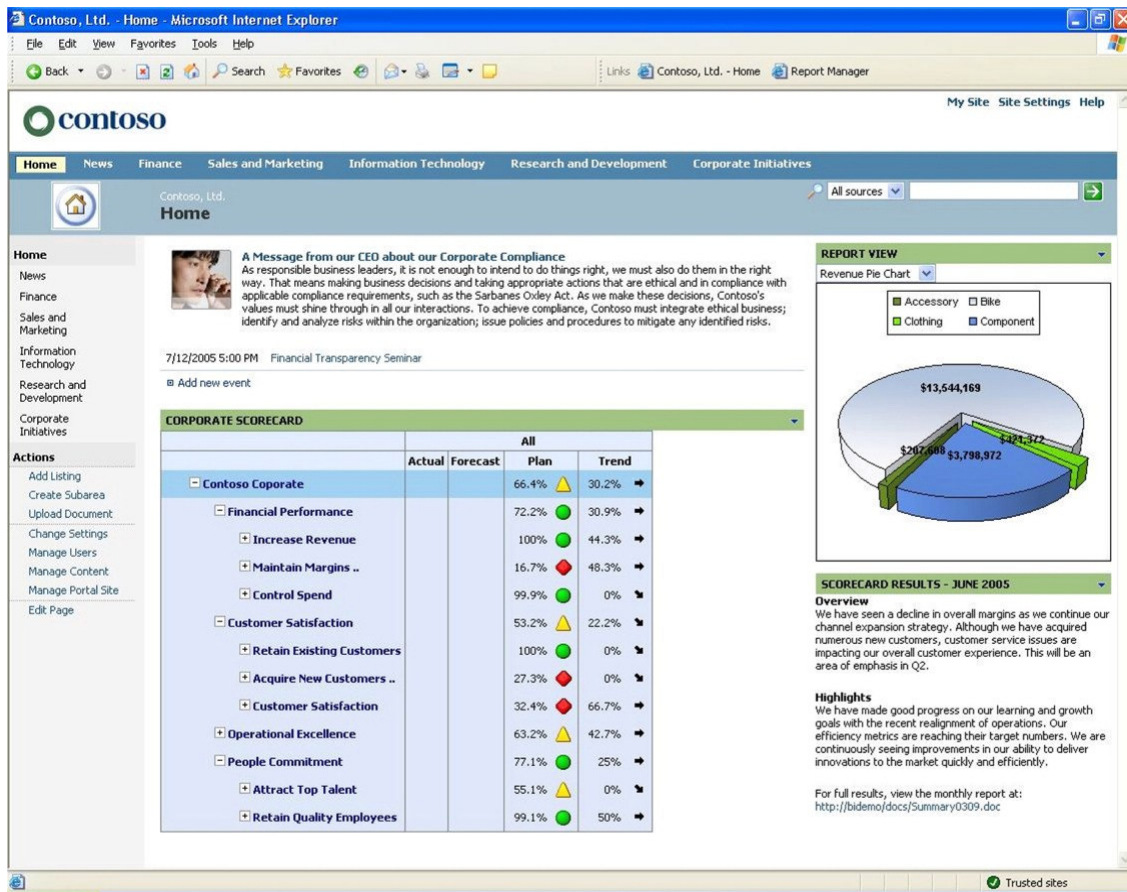 Contoso, Ltd. - Home - Microsoft Internet Explorer
File Edit View Favorites Tools Help
Back Search Favorites Links Contoso, Ltd. - Home Report Manager
My Site Site Settings Help
contoso
Home News Finance Sales and Marketing Information Technology Research and Development Corporate Initiatives
Contoso, Ltd.
Home
All sources
Home
News
Finance
Sales and
Marketing
Information
Technology
Research and
Development
Corporate
Initiatives
Actions
Add Listing
Create Subarea
Upload Document
Change Settings
Manage Users
Manage Content
Manage Portal Site
Edit Page
A Message from our CEO about our Corporate Compliance
As responsible business leaders, it is not enough to intend to do things right, we must also do them in the right
way. That means making business decisions and taking appropriate actions that are ethical and in compliance with
applicable compliance requirements, such as the Sarbanes Oxley Act. As we make these decisions, Contoso's
values must shine through in all our interactions. To achieve compliance, Contoso must integrate ethical business;
identify and analyze risks within the organization; issue policies and procedures to mitigate any identified risks.
7/12/2005 5:00 PM Financial Transparency Seminar
Add new event
CORPORATE SCORECARD
All
Actual Forecast Plan Trend
Contoso Coporate 66.4% 30.2%
Financial Performance 72.2% 30.9%
Increase Revenue 100% 44.3%
Maintain Margins .. 16.7% 48.3%
Control Spend 99.9% 0%
Customer Satisfaction 53.2% 22.2%
Retain Existing Customers 100% 0%
Acquire New Customers .. 27.3% 0%
Customer Satisfaction 32.4% 66.7%
Operational Excellence 63.2% 42.7%
People Commitment 77.1% 25%
Attract Top Talent 55.1% 0%
Retain Quality Employees 99.1% 50%
REPORT VIEW
Revenue Pie Chart
Accessory Bike
Clothing Component
$13,544,169
$3,798,972
SCORECARD RESULTS - JUNE 2005
Overview
We have seen a decline in overall margins as we continue our
channel expansion strategy. Although we have acquired
numerous new customers, customer service issues are
impacting our overall customer experience. This will be an
area of emphasis in Q2.
Highlights
We have made good progress on our learning and growth
goals with the recent realignment of operations. Our
efficiency metrics are reaching their target numbers. We are
continuously seeing improvements in our ability to deliver
innovations to the market quickly and efficiently.
For full results, view the monthly report at:
http://bidemo/docs/Summary0309.doc
Trusted sites